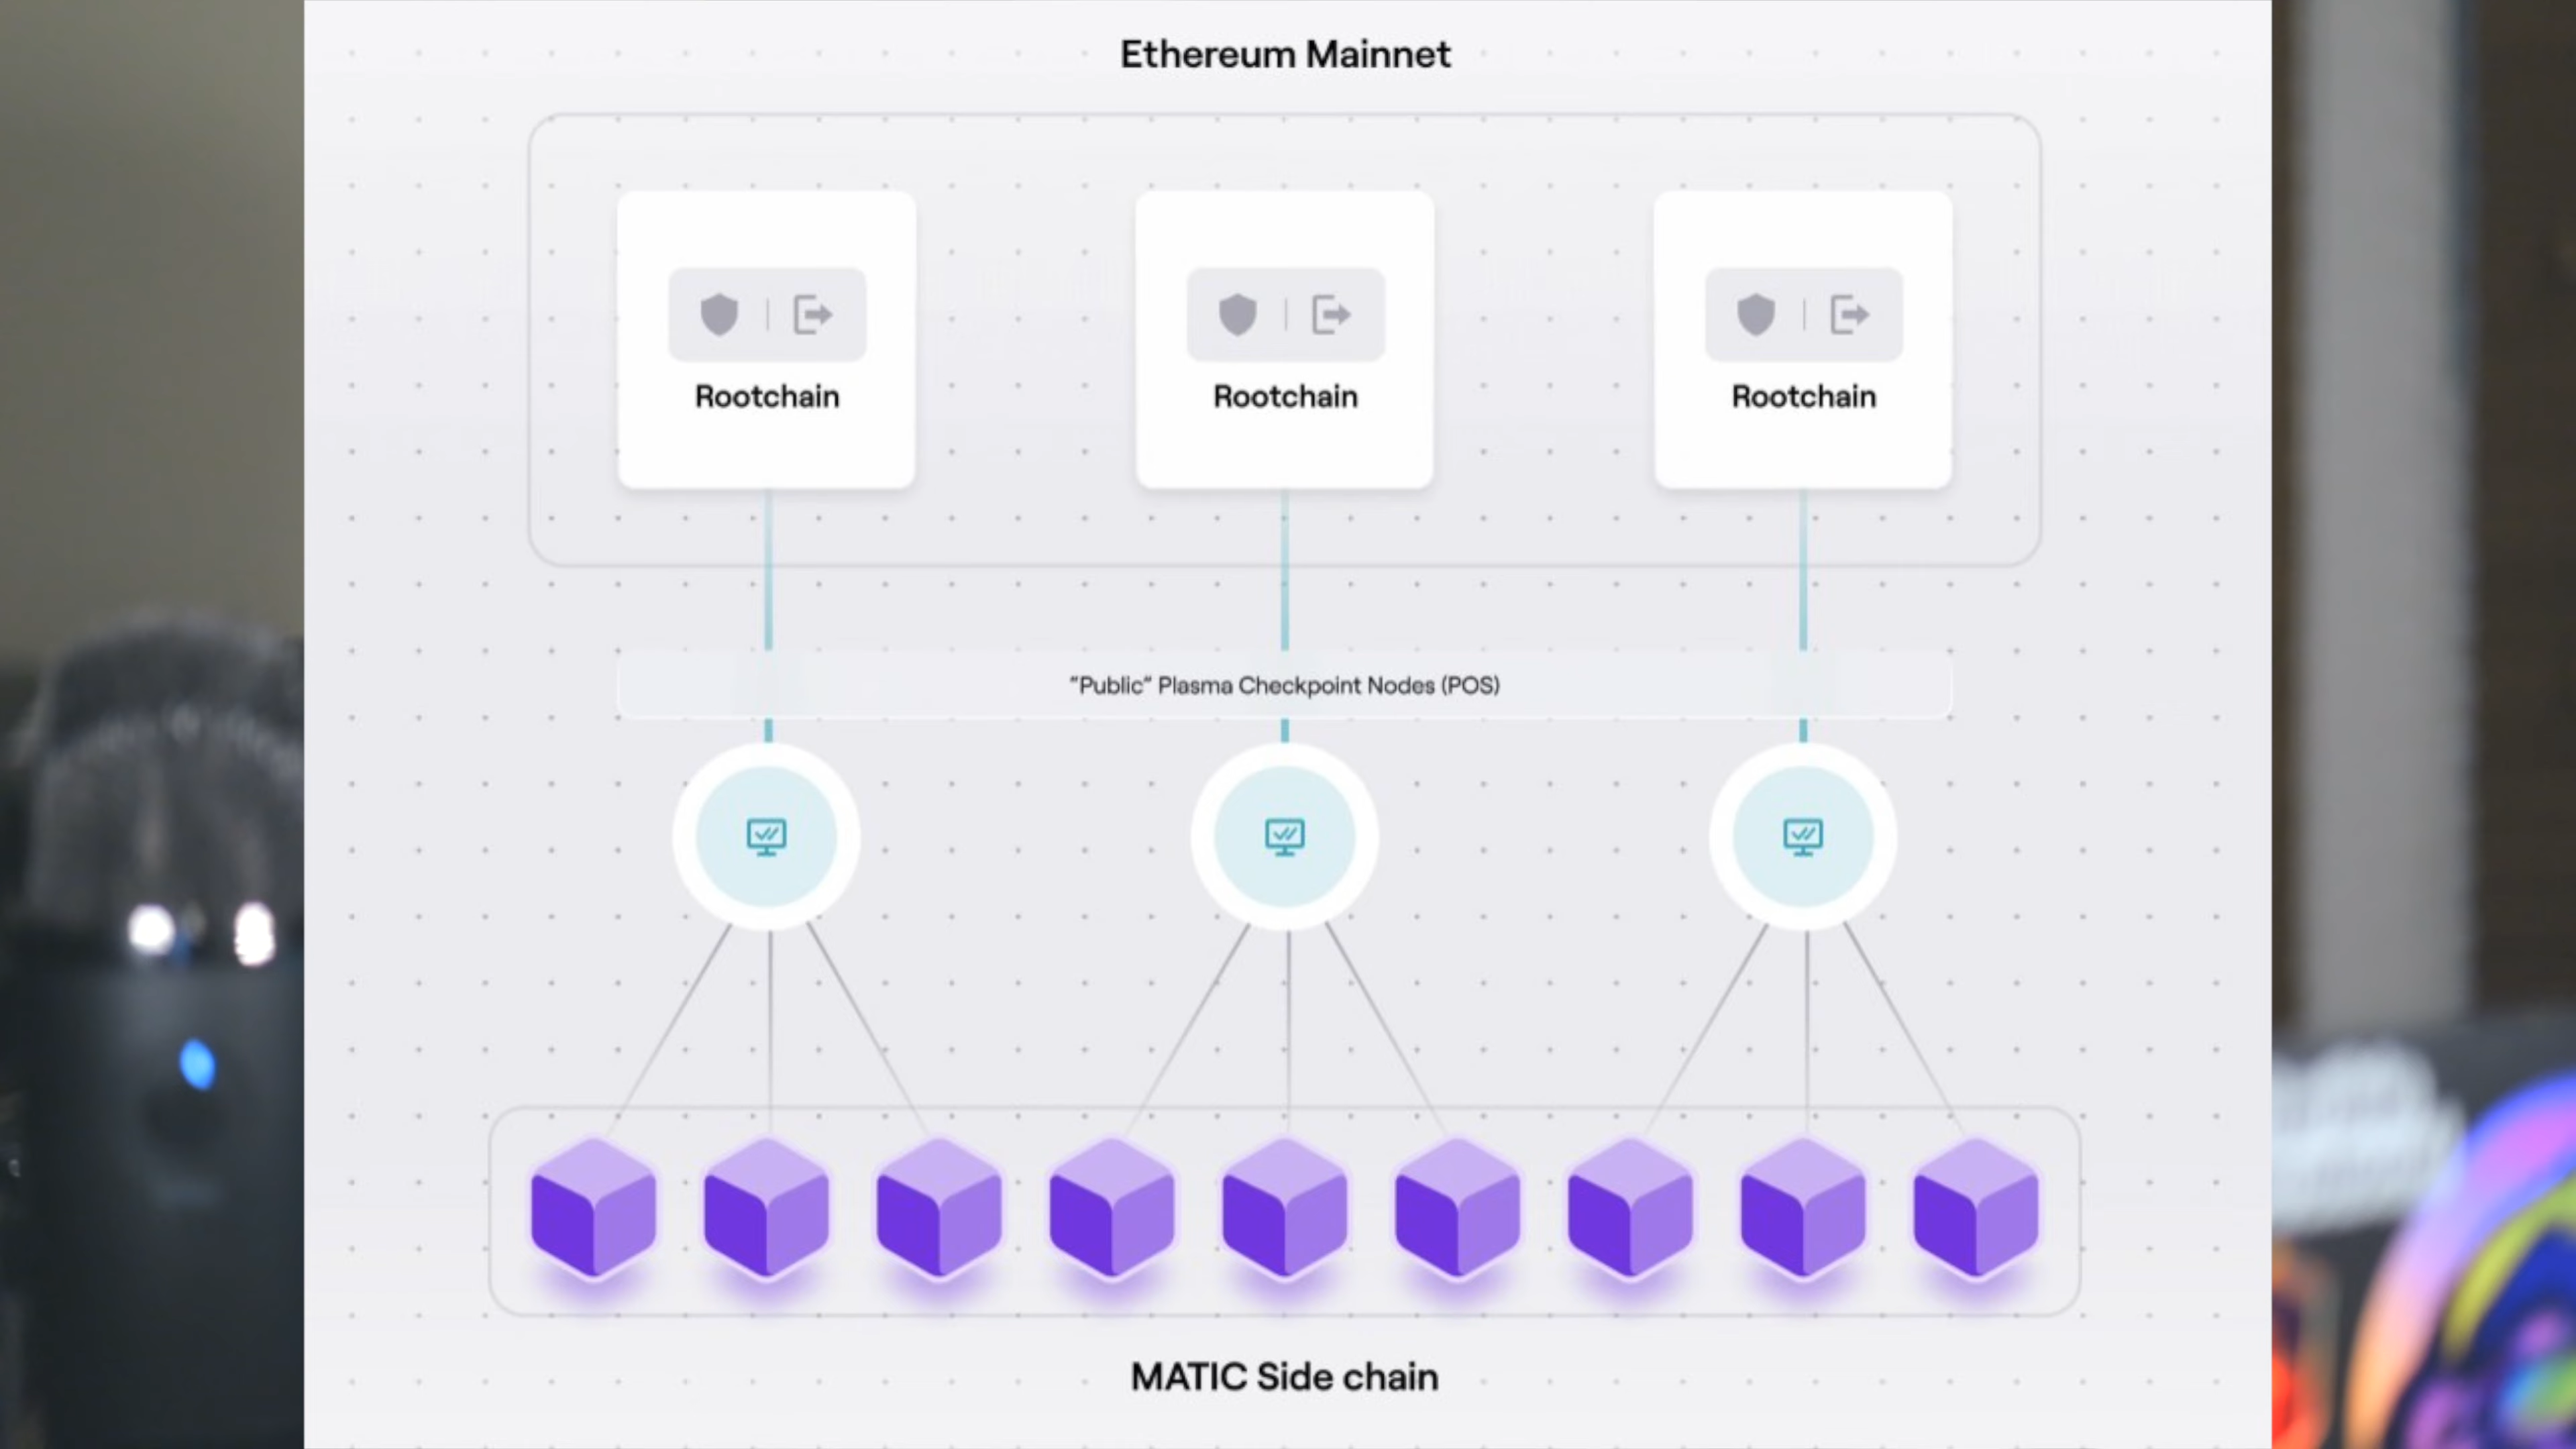 Ethereum Mainnet
Rootchain
Rootchain
Rootchain
“Public” Plasma Checkpoint Nodes (POS)
MATIC Side chain